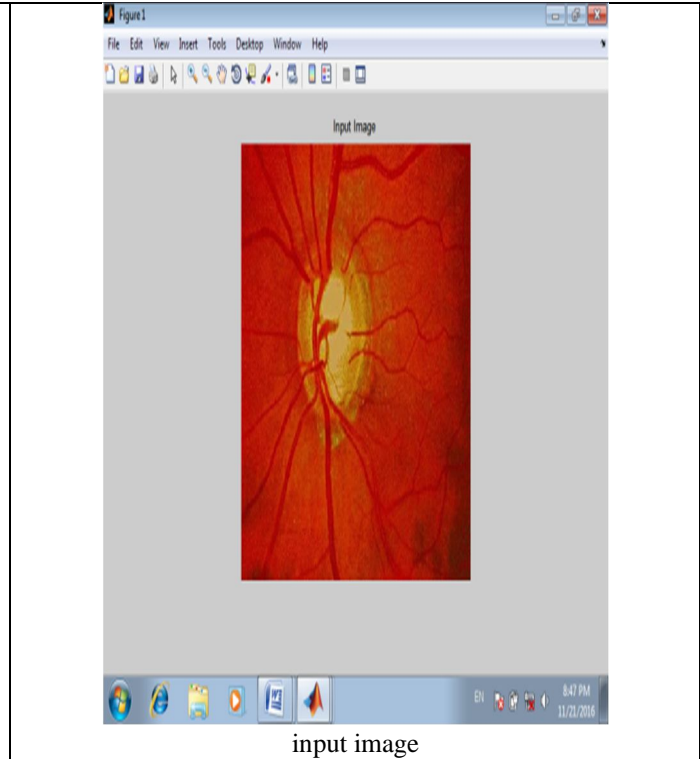 Figure 1
File Edit View Insert Tools Desktop Window Help
Input Image
EN
8:47 PM
11/21/2016
input image